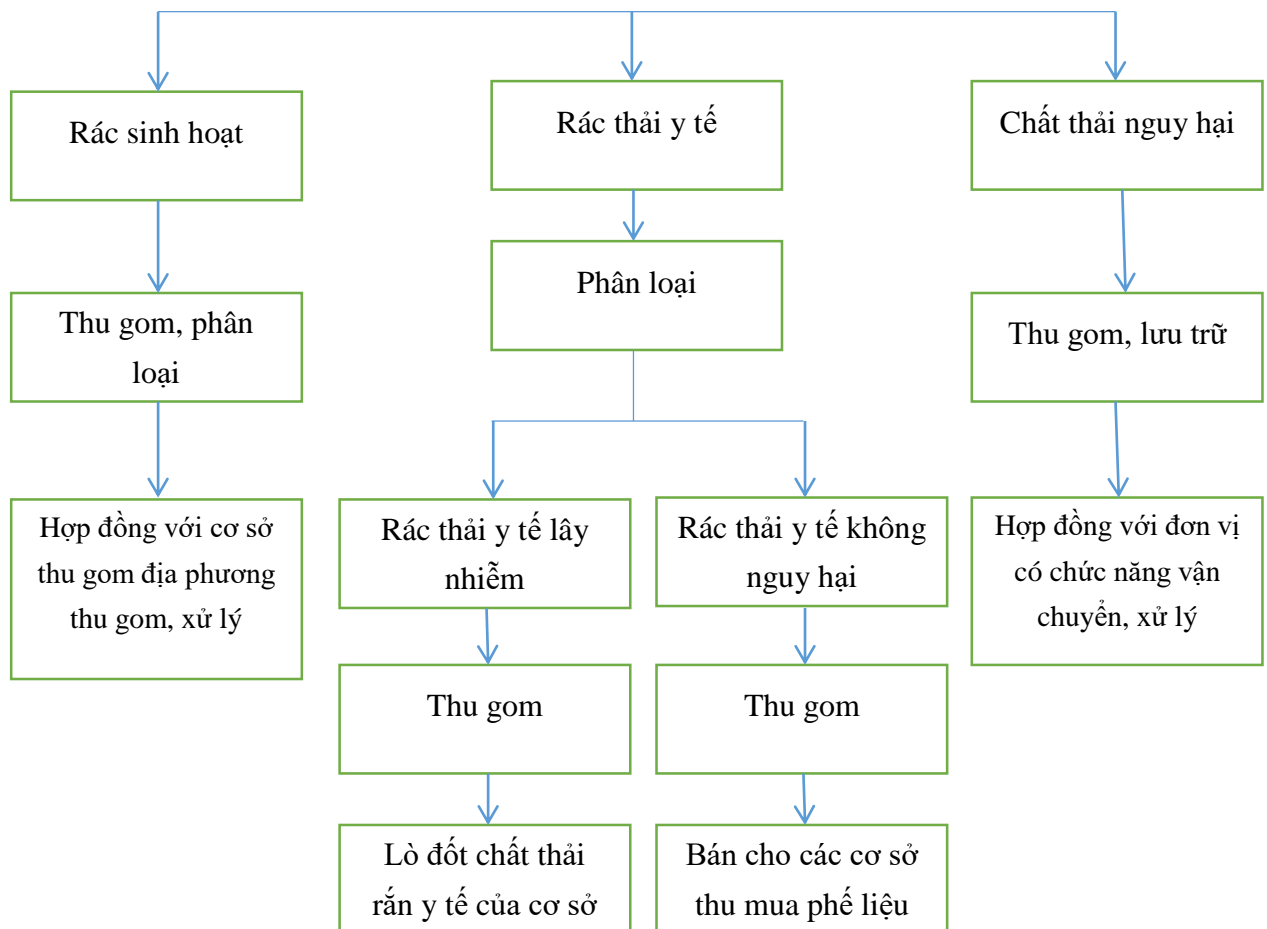 Rác sinh hoạt
Rác thải y tế
Chất thải nguy hại
Phân loại
Thu gom, phân
loại
Thu gom, lưu trữ
Hợp đồng với cơ sở
thu gom địa phương
thu gom, xử lý
Rác thải y tế lây
nhiễm
Rác thải y tế không
nguy hại
Hợp đồng với đơn vị
có chức năng vận
chuyển, xử lý
Thu gom
Thu gom
Lò đốt chất thải
rắn y tế của cơ sở
Bán cho các cơ sở
thu mua phế liệu